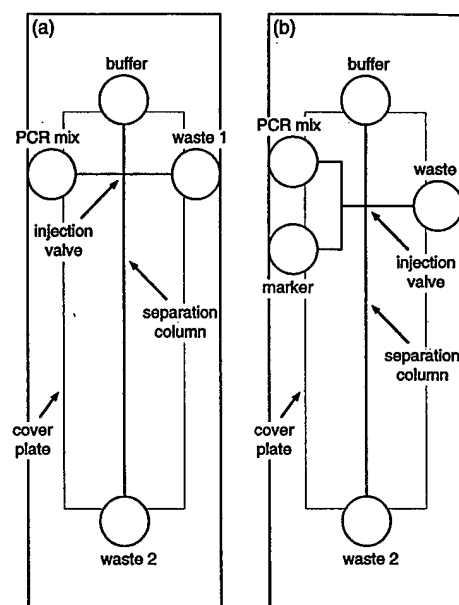 (a)
buffer
PCR mix
waste 1
injection
valve
separation
column
cover
plate
waste 2
(b)
buffer
PCR mix
waste
marker
injection
valve
separation
column
cover
plate
waste 2